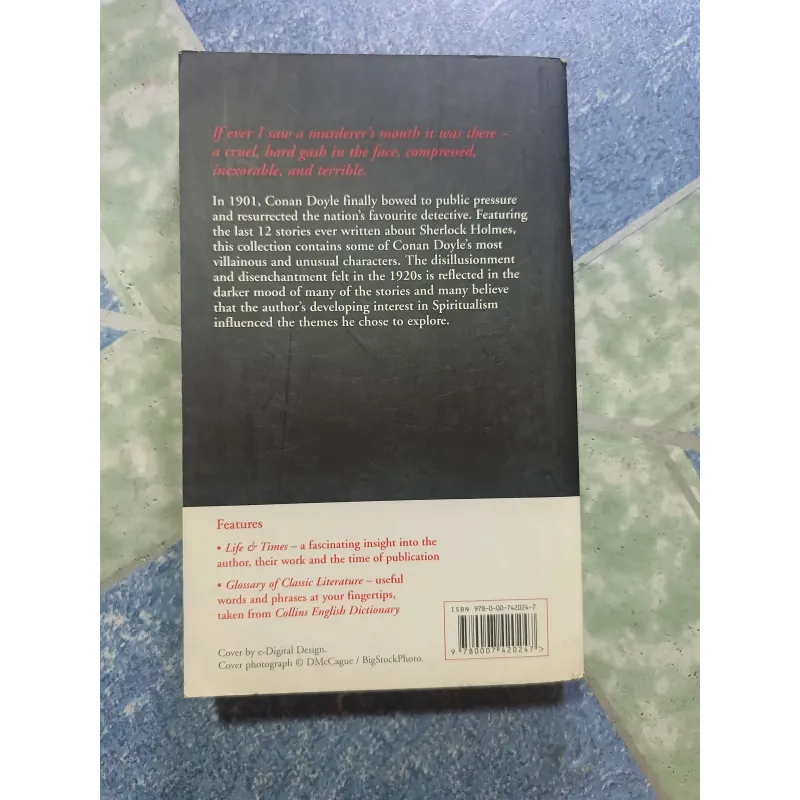 If ever I saw a murderer's mouth it was there –
a cruel, hard gash in the face, compressed,
inexorable, and terrible.
In 1901, Conan Doyle finally bowed to public pressure
and resurrected the nation's favourite detective. Featuring
the last 12 stories ever written about Sherlock Holmes,
this collection contains some of Conan Doyle's most
villainous and unusual characters. The disillusionment
and disenchantment felt in the 1920s is reflected in the
darker mood of many of the stories and many believe
that the author's developing interest in Spiritualism
influenced the themes he chose to explore.
Features
• Life & Times – a fascinating insight into the
author, their work and the time of publication
• Glossary of Classic Literature – useful
words and phrases at your fingertips,
taken from Collins English Dictionary
Cover by e-Digital Design.
Cover photograph © DMcCague / BigStockPhoto.
ISBN 978-0-00-742024-7
9 780007 420247 >